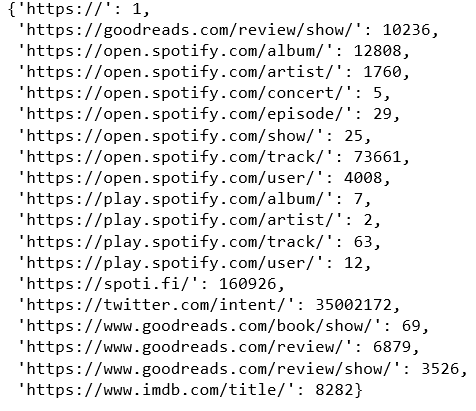 {'https://': 1,
'https://goodreads.com/review/show/': 10236,
'https://open.spotify.com/album/': 12808,
'https://open.spotify.com/artist/': 1760,
'https://open.spotify.com/concert/': 5,
'https://open.spotify.com/episode/': 29,
'https://open.spotify.com/show/': 25,
'https://open.spotify.com/track/': 73661,
'https://open.spotify.com/user/': 4008,
'https://play.spotify.com/album/': 7,
'https://play.spotify.com/artist/': 2,
'https://play.spotify.com/track/': 63,
'https://play.spotify.com/user/': 12,
'https://spoti.fi/': 160926,
'https://twitter.com/intent/': 35002172,
'https://www.goodreads.com/book/show/': 69,
'https://www.goodreads.com/review/': 6879,
'https://www.goodreads.com/review/show/': 3526,
'https://www.imdb.com/title/': 8282}